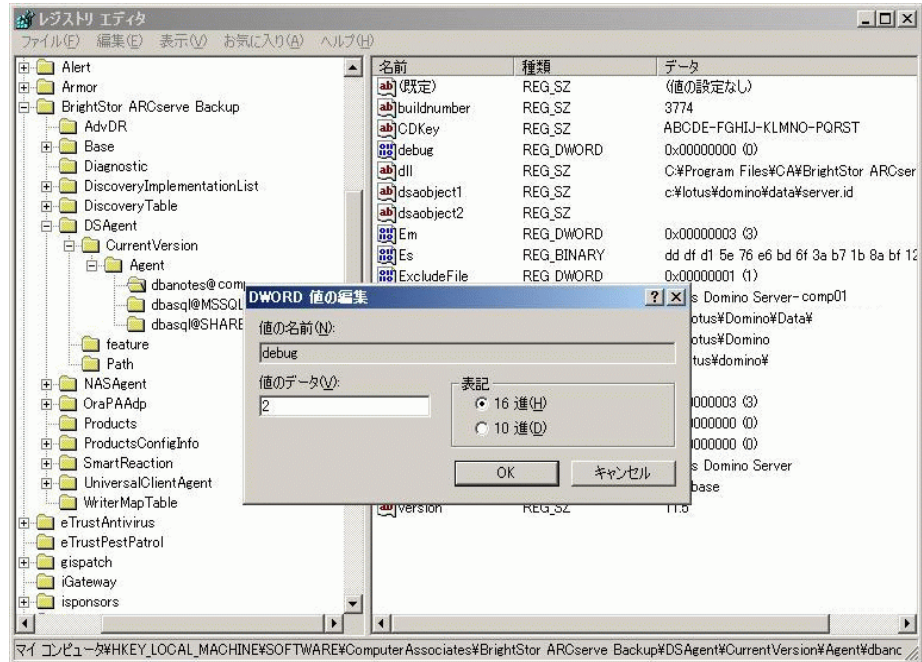 レジストリ エディタ
ファイル(F) 編集(E) 表示(V) お気に入り(A) ヘルプ(H)
Alert
Armor
BrightStor ARCserve Backup
AdvDR
Base
Diagnostic
DiscoveryImplementationList
DiscoveryTable
DSAgent
CurrentVersion
Agent
dbanotes@comp
dbasql@MSSQL
dbasql@SHARE
feature
Path
NASAgent
OraPAAdp
Products
ProductsConfigInfo
SmartReaction
UniversalClientAgent
WriterMapTable
eTrustAntivirus
eTrustPestPatrol
gispatch
iGateway
isponsors
名前 種類 データ
(既定) REG_SZ (値の設定なし)
buildnumber REG_SZ 3774
CDKey REG_SZ ABCDE-FGHIJ-KLMNO-PQRST
debug REG_DWORD 0x00000000 (0)
dll REG_SZ C:¥Program Files¥CA¥BrightStor ARCser
dsaobject1 REG_SZ c:¥lotus¥domino¥data¥server.id
dsaobject2 REG_SZ
Em REG_DWORD 0x00000003 (3)
Es REG_BINARY dd df d1 5e 76 e6 bd 6f 3a b7 1b 8a bf 12
ExcludeFile REG_DWORD 0x00000001 (1)
s Domino Server-comp01
otus¥Domino¥Data¥
otus¥Domino
tus¥domino¥
000003 (3)
000000 (0)
000000 (0)
s Domino Server
base
version REG_SZ 11.5
DWORD 値の編集
値の名前(N):
debug
値のデータ(V):
2
表記
16 進(H)
10 進(D)
OK キャンセル
マイ コンピュータ¥HKEY_LOCAL_MACHINE¥SOFTWARE¥ComputerAssociates¥BrightStor ARCserve Backup¥DSAgent¥CurrentVersion¥Agent¥dbanc